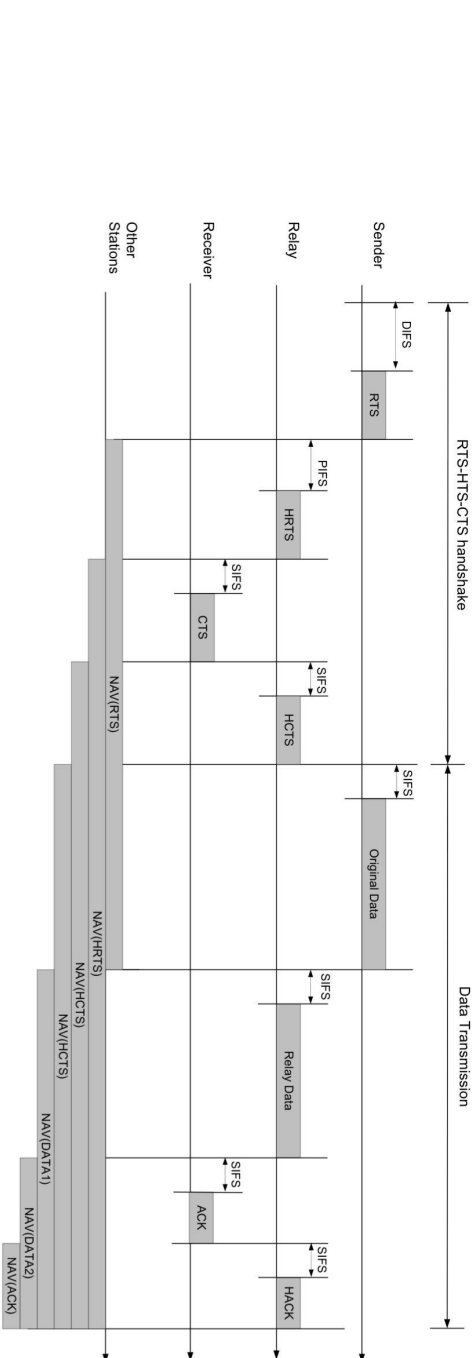 RTS-HTS-CTS handshake
Data Transmission
Sender
DIFS
RTS
SIFS
Original Data
Relay
PIFS
HRTS
SIFS
HCTS
SIFS
Relay Data
SIFS
HACK
Receiver
SIFS
CTS
SIFS
ACK
Other
Stations
NAV(RTS)
NAV(HRTS)
NAV(HCTS)
NAV(HCTS)
NAV(DATA1)
NAV(DATA2)
NAV(ACK)